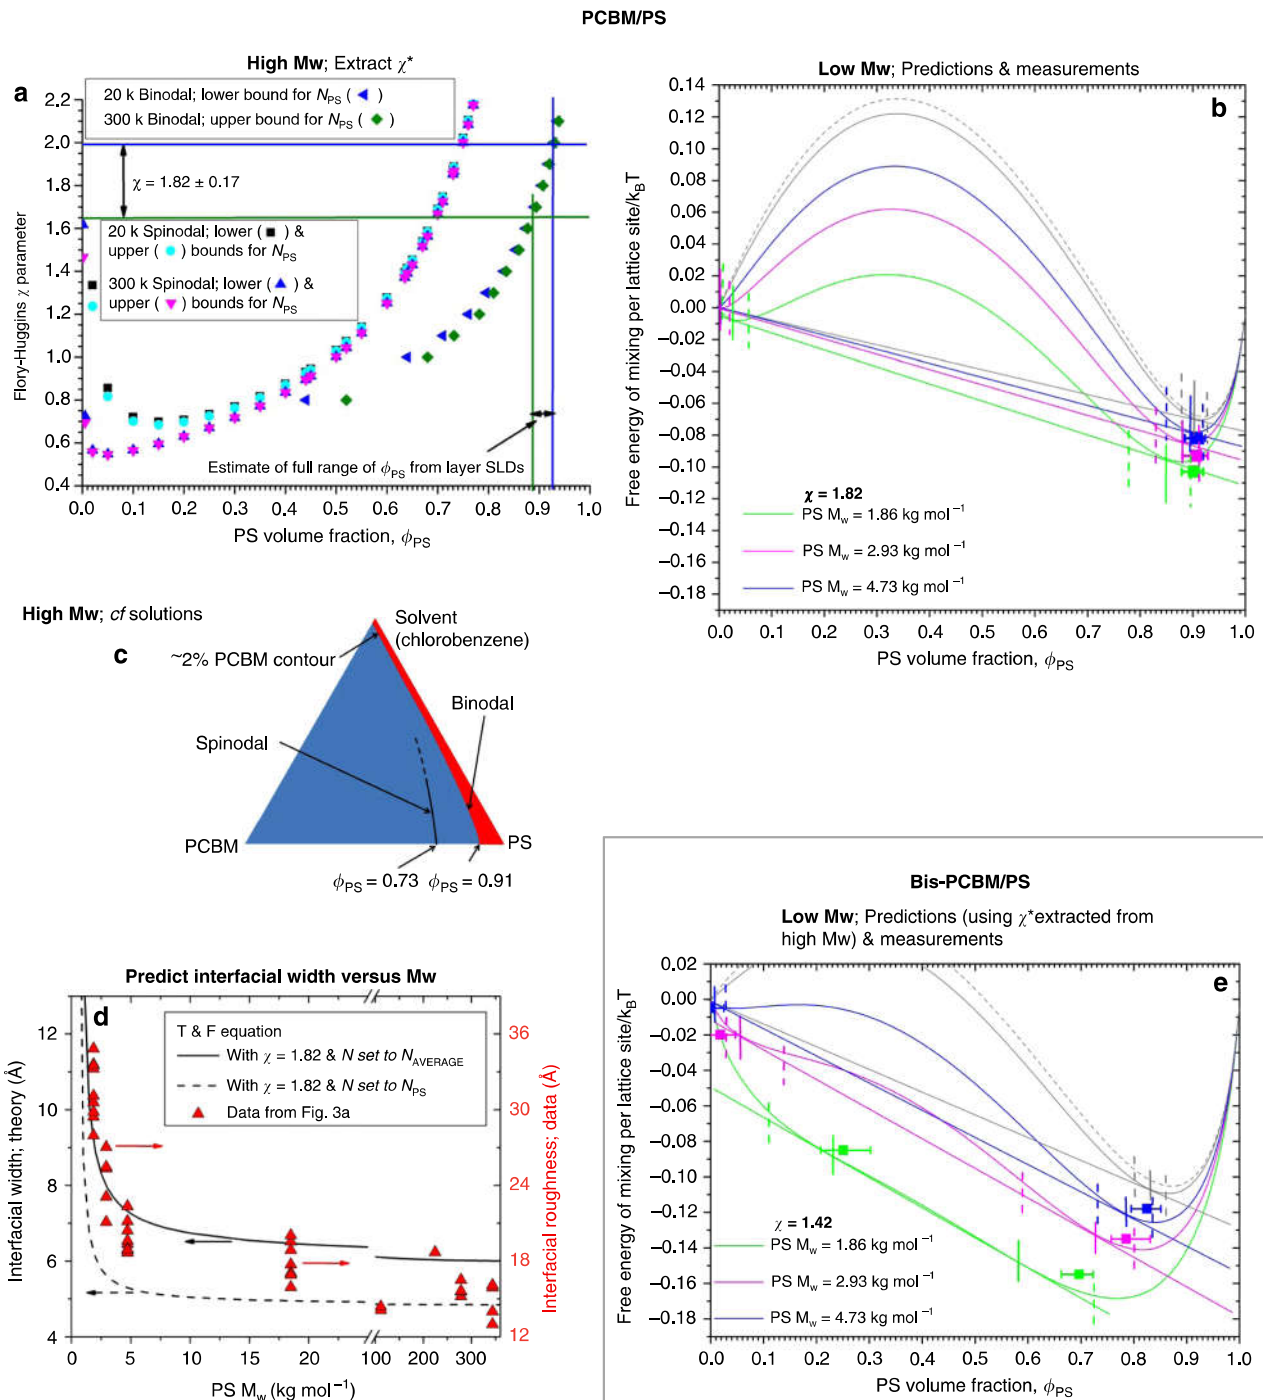 PCBM/PS
High Mw; Extract χ*
a
20 k Binodal; lower bound for N_PS ( )
300 k Binodal; upper bound for N_PS ( )
χ = 1.82 ± 0.17
20 k Spinodal; lower ( ) &
upper ( ) bounds for N_PS
300 k Spinodal; lower ( ) &
upper ( ) bounds for N_PS
Estimate of full range of ϕ_PS from layer SLDs
Flory-Huggins χ parameter
2.2
2.0
1.8
1.6
1.4
1.2
1.0
0.8
0.6
0.4
0.0 0.1 0.2 0.3 0.4 0.5 0.6 0.7 0.8 0.9 1.0
PS volume fraction, ϕ_PS
Low Mw; Predictions & measurements
b
Free energy of mixing per lattice site/k_BT
0.14
0.12
0.10
0.08
0.06
0.04
0.02
0.00
−0.02
−0.04
−0.06
−0.08
−0.10
−0.12
−0.14
−0.16
−0.18
χ = 1.82
PS M_w = 1.86 kg mol⁻¹
PS M_w = 2.93 kg mol⁻¹
PS M_w = 4.73 kg mol⁻¹
0.0 0.1 0.2 0.3 0.4 0.5 0.6 0.7 0.8 0.9 1.0
PS volume fraction, ϕ_PS
High Mw; cf solutions
c
Solvent
(chlorobenzene)
~2% PCBM contour
Binodal
Spinodal
PCBM
PS
ϕ_PS = 0.73 ϕ_PS = 0.91
Predict interfacial width versus Mw
d
T & F equation
With χ = 1.82 & N set to N_AVERAGE
With χ = 1.82 & N set to N_PS
Data from Fig. 3a
Interfacial width; theory (Å)
12
10
8
6
4
Interfacial roughness; data (Å)
36
30
24
18
12
0 5 10 15 20 100 200 300
PS M_w (kg mol⁻¹)
Bis-PCBM/PS
Low Mw; Predictions (using χ*extracted from
high Mw) & measurements
e
Free energy of mixing per lattice site/k_BT
0.02
0.00
−0.02
−0.04
−0.06
−0.08
−0.10
−0.12
−0.14
−0.16
−0.18
χ = 1.42
PS M_w = 1.86 kg mol⁻¹
PS M_w = 2.93 kg mol⁻¹
PS M_w = 4.73 kg mol⁻¹
0.0 0.1 0.2 0.3 0.4 0.5 0.6 0.7 0.8 0.9 1.0
PS volume fraction, ϕ_PS